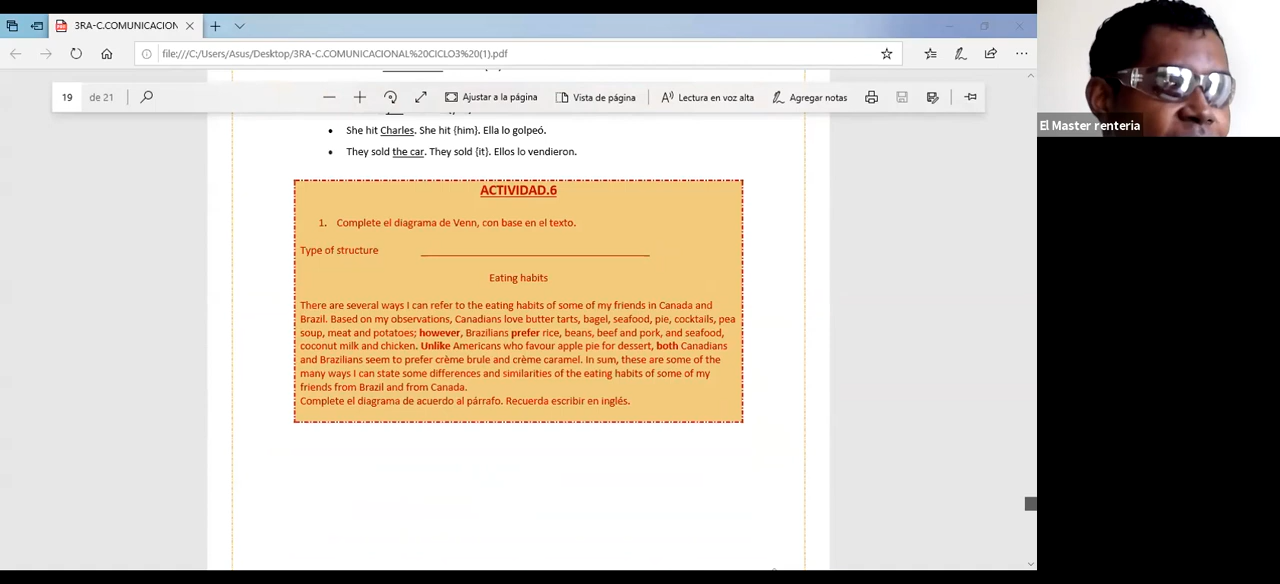 3RA-C.COMUNICACION
file:///C:/Users/Asus/Desktop/3RA-C.COMUNICACIONAL%20CICLO3%20(1).pdf
19 de 21
Ajustar a la página
Vista de página
Lectura en voz alta
Agregar notas
El Master renteria
• She hit Charles. She hit {him}. Ella lo golpeó.
• They sold the car. They sold {it}. Ellos lo vendieron.
ACTIVIDAD.6
1. Complete el diagrama de Venn, con base en el texto.
Type of structure
Eating habits
There are several ways I can refer to the eating habits of some of my friends in Canada and
Brazil. Based on my observations, Canadians love butter tarts, bagel, seafood, pie, cocktails, pea
soup, meat and potatoes; however, Brazilians prefer rice, beans, beef and pork, and seafood,
coconut milk and chicken. Unlike Americans who favour apple pie for dessert, both Canadians
and Brazilians seem to prefer crème brule and crème caramel. In sum, these are some of the
many ways I can state some differences and similarities of the eating habits of some of my
friends from Brazil and from Canada.
Complete el diagrama de acuerdo al párrafo. Recuerda escribir en inglés.